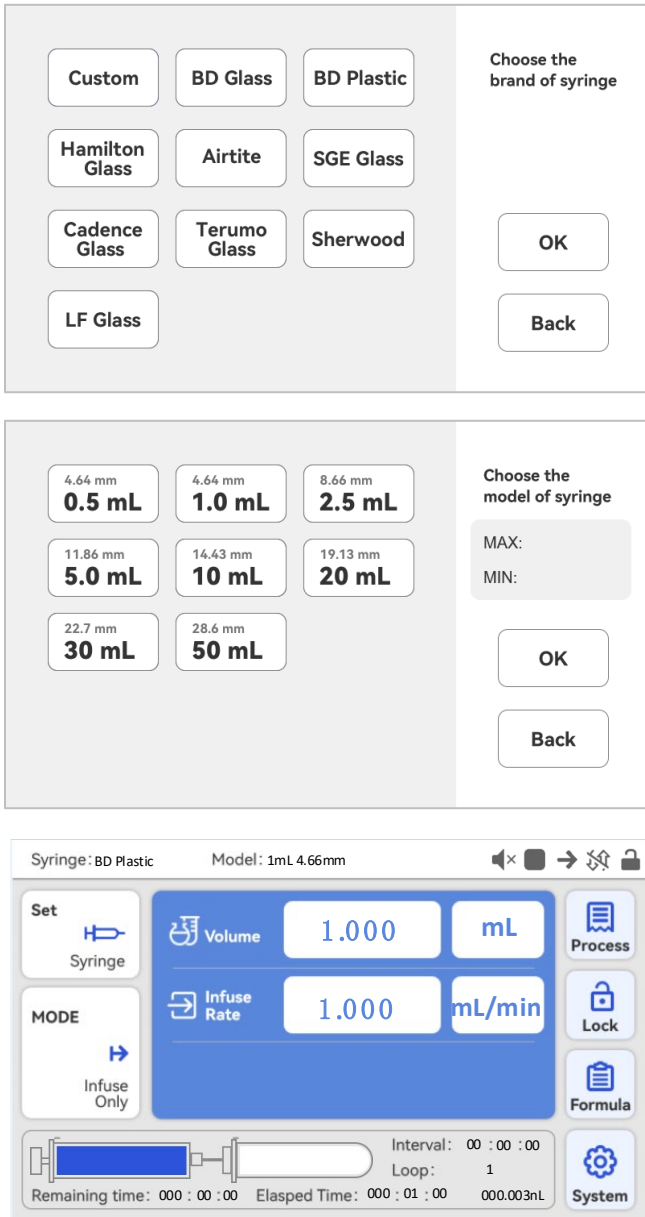 Choose the
brand of syringe
Custom
BD Glass
BD Plastic
Hamilton
Glass
Airtite
SGE Glass
Cadence
Glass
Terumo
Glass
Sherwood
LF Glass
OK
Back
Choose the
model of syringe
4.64 mm
0.5 mL
4.64 mm
1.0 mL
8.66 mm
2.5 mL
11.86 mm
5.0 mL
14.43 mm
10 mL
19.13 mm
20 mL
22.7 mm
30 mL
28.6 mm
50 mL
MAX:
MIN:
OK
Back
Syringe: BD Plastic
Model: 1mL 4.66mm
Set
Syringe
MODE
Infuse
Only
Volume
1.000
mL
Infuse
Rate
1.000
mL/min
Process
Lock
Formula
System
Interval: 00 : 00 : 00
Loop: 1
Remaining time: 000 : 00 : 00
Elasped Time: 000 : 01 : 00
000.003nL